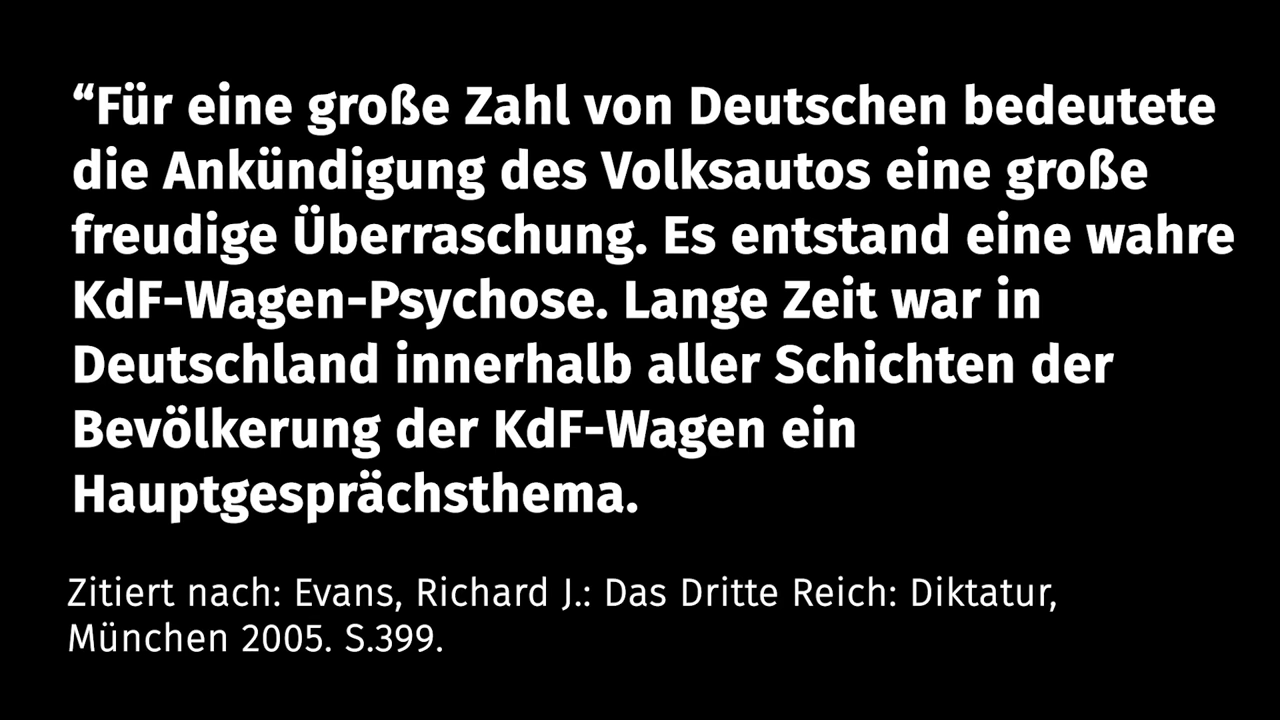 “Für eine große Zahl von Deutschen bedeutete
die Ankündigung des Volksautos eine große
freudige Überraschung. Es entstand eine wahre
KdF-Wagen-Psychose. Lange Zeit war in
Deutschland innerhalb aller Schichten der
Bevölkerung der KdF-Wagen ein
Hauptgesprächsthema.
Zitiert nach: Evans, Richard J.: Das Dritte Reich: Diktatur,
München 2005. S.399.